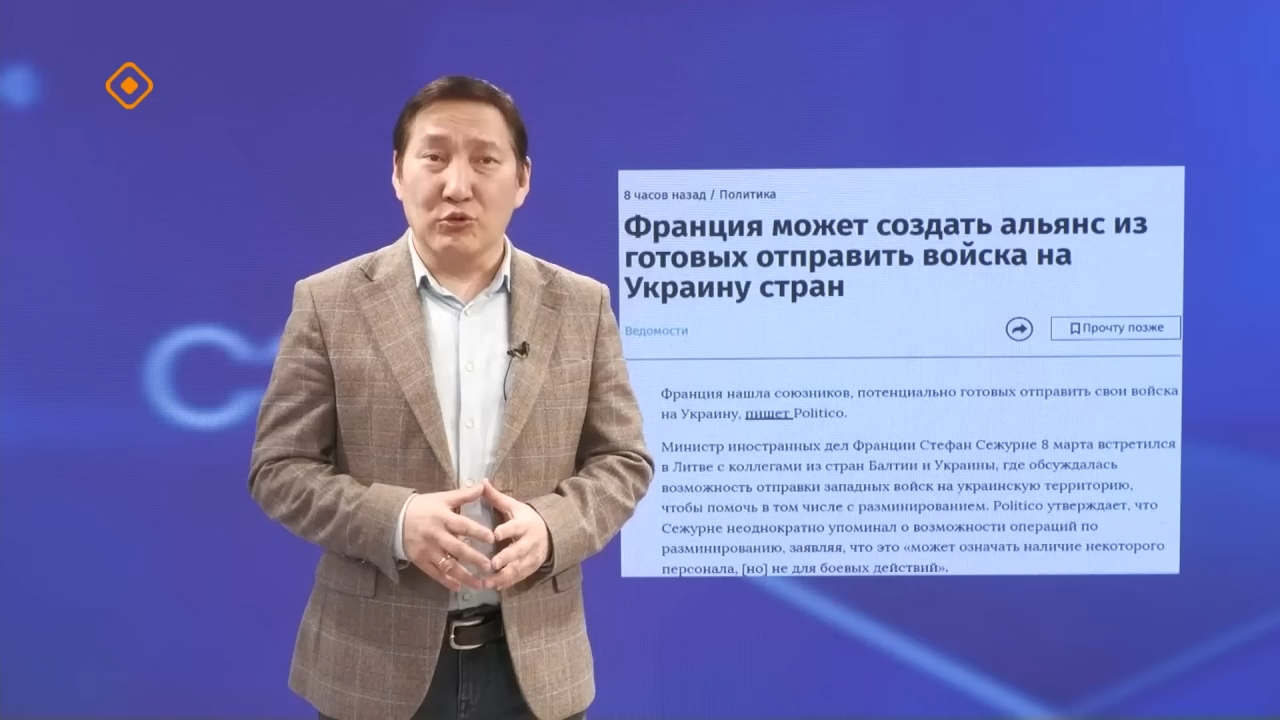 8 часов назад / Политика
Франция может создать альянс из
готовых отправить войска на
Украину стран
Ведомости
Прочту позже
Франция нашла союзников, потенциально готовых отправить свои войска
на Украину, пишет Politico.
Министр иностранных дел Франции Стефан Сежурне 8 марта встретился
в Литве с коллегами из стран Балтии и Украины, где обсуждалась
возможность отправки западных войск на украинскую территорию,
чтобы помочь в том числе с разминированием. Politico утверждает, что
Сежурне неоднократно упоминал о возможности операций по
разминированию, заявляя, что это «может означать наличие некоторого
персонала, [но] не для боевых действий».